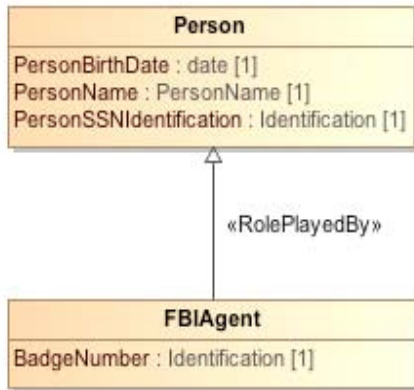 Person
PersonBirthDate : date [1]
PersonName : PersonName [1]
PersonSSNIdentification : Identification [1]
«RolePlayedBy»
FBIAgent
BadgeNumber : Identification [1]